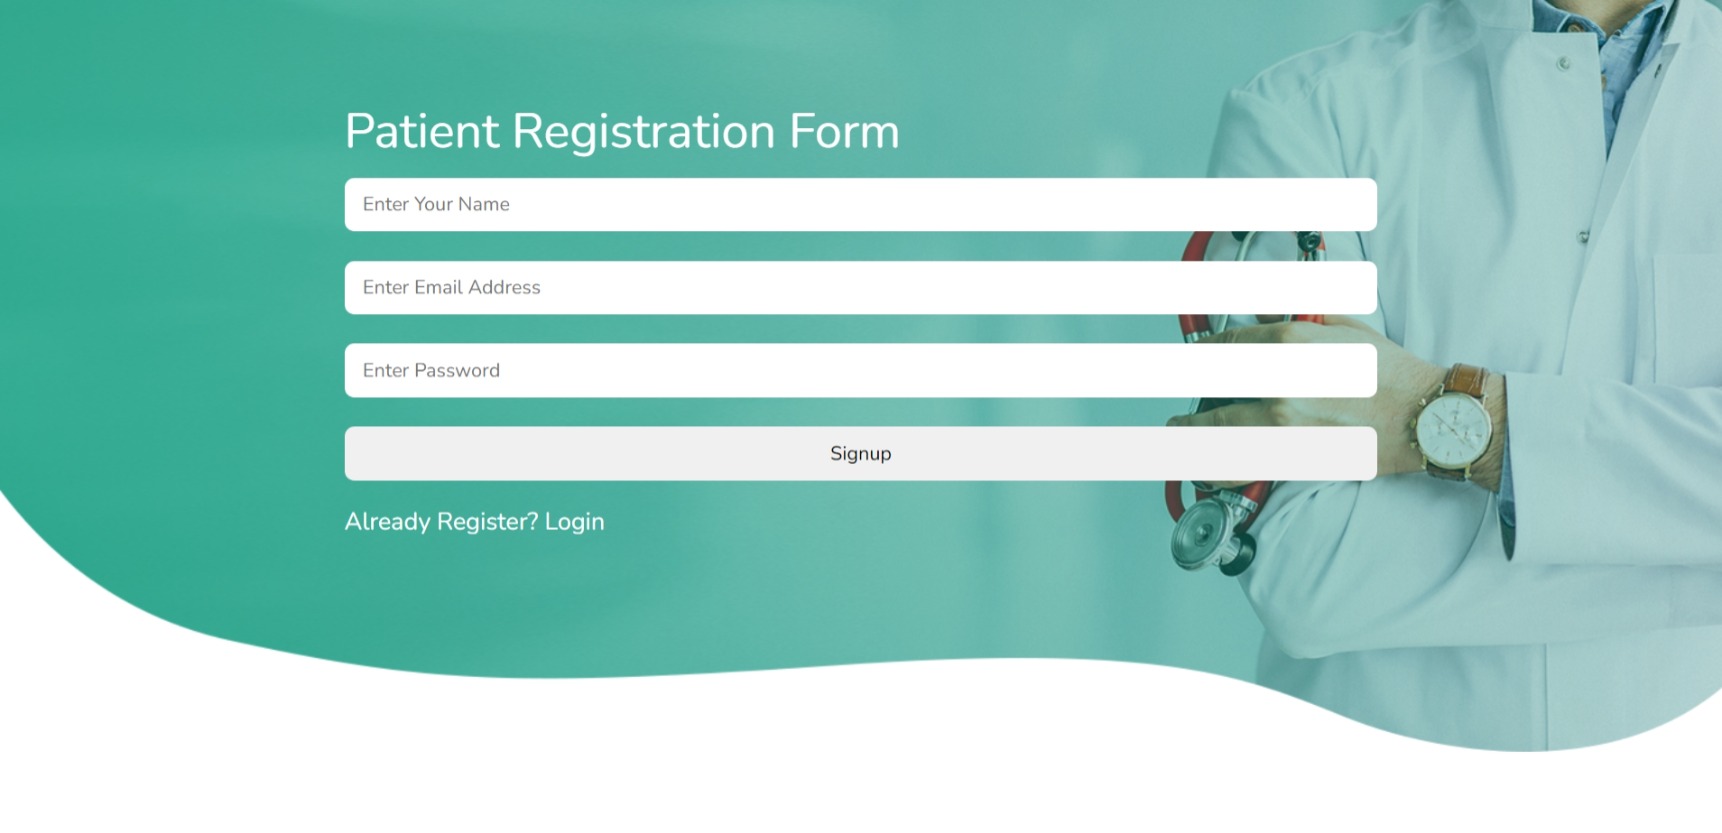 Patient Registration Form
Enter Your Name
Enter Email Address
Enter Password
Signup
Already Register? Login